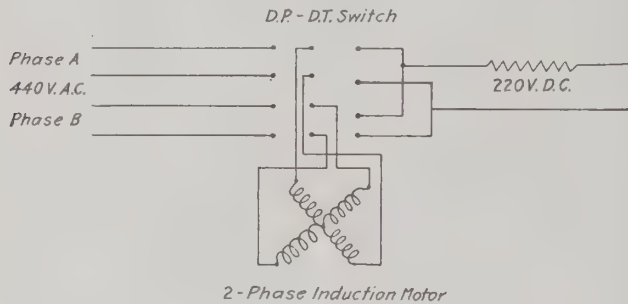 D.P. - D.T. Switch
Phase A
440 V. A.C.
Phase B
220 V. D.C.
2 - Phase Induction Motor